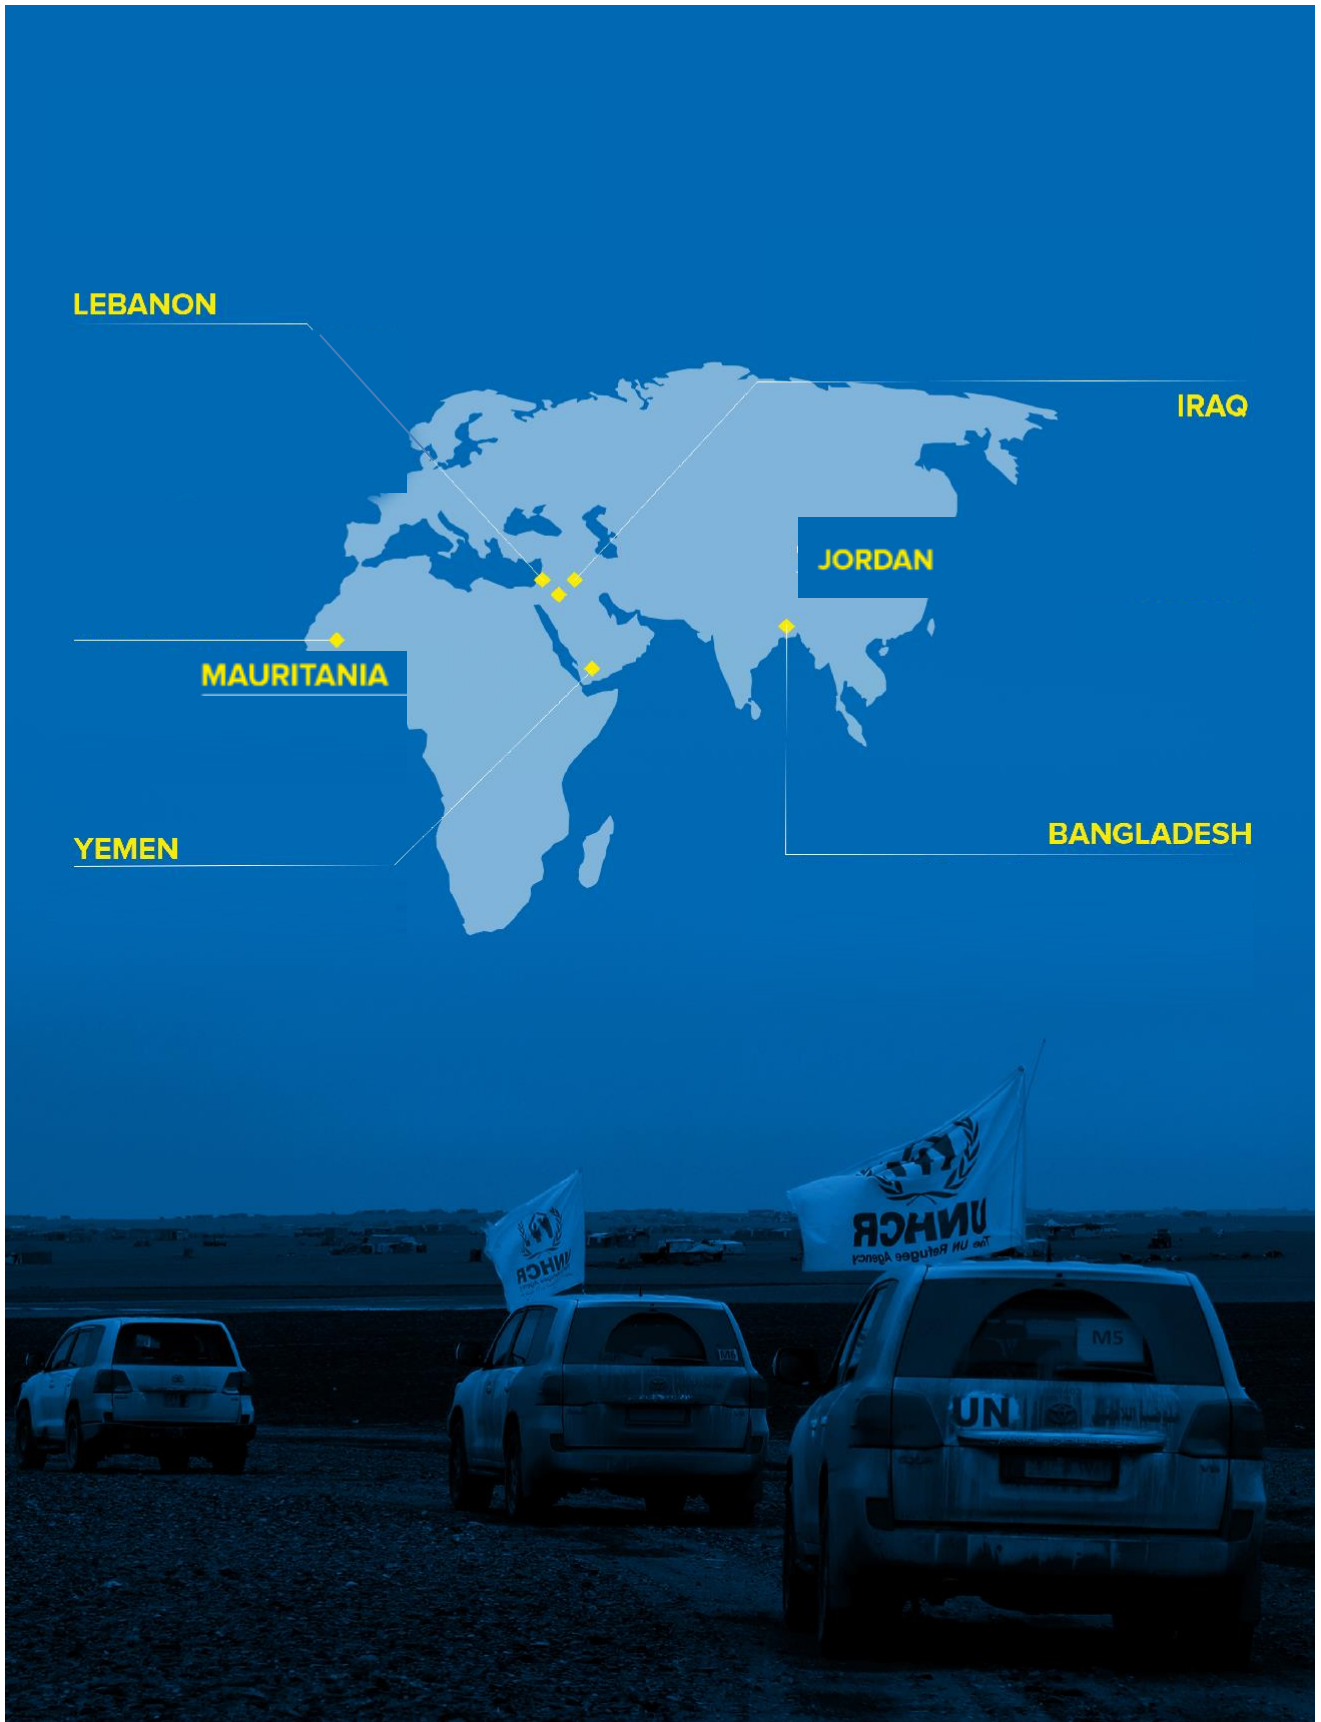 LEBANON
IRAQ
JORDAN
MAURITANIA
YEMEN
BANGLADESH
UNHCR
The UN Refugee Agency
UNHCR
M5
UN